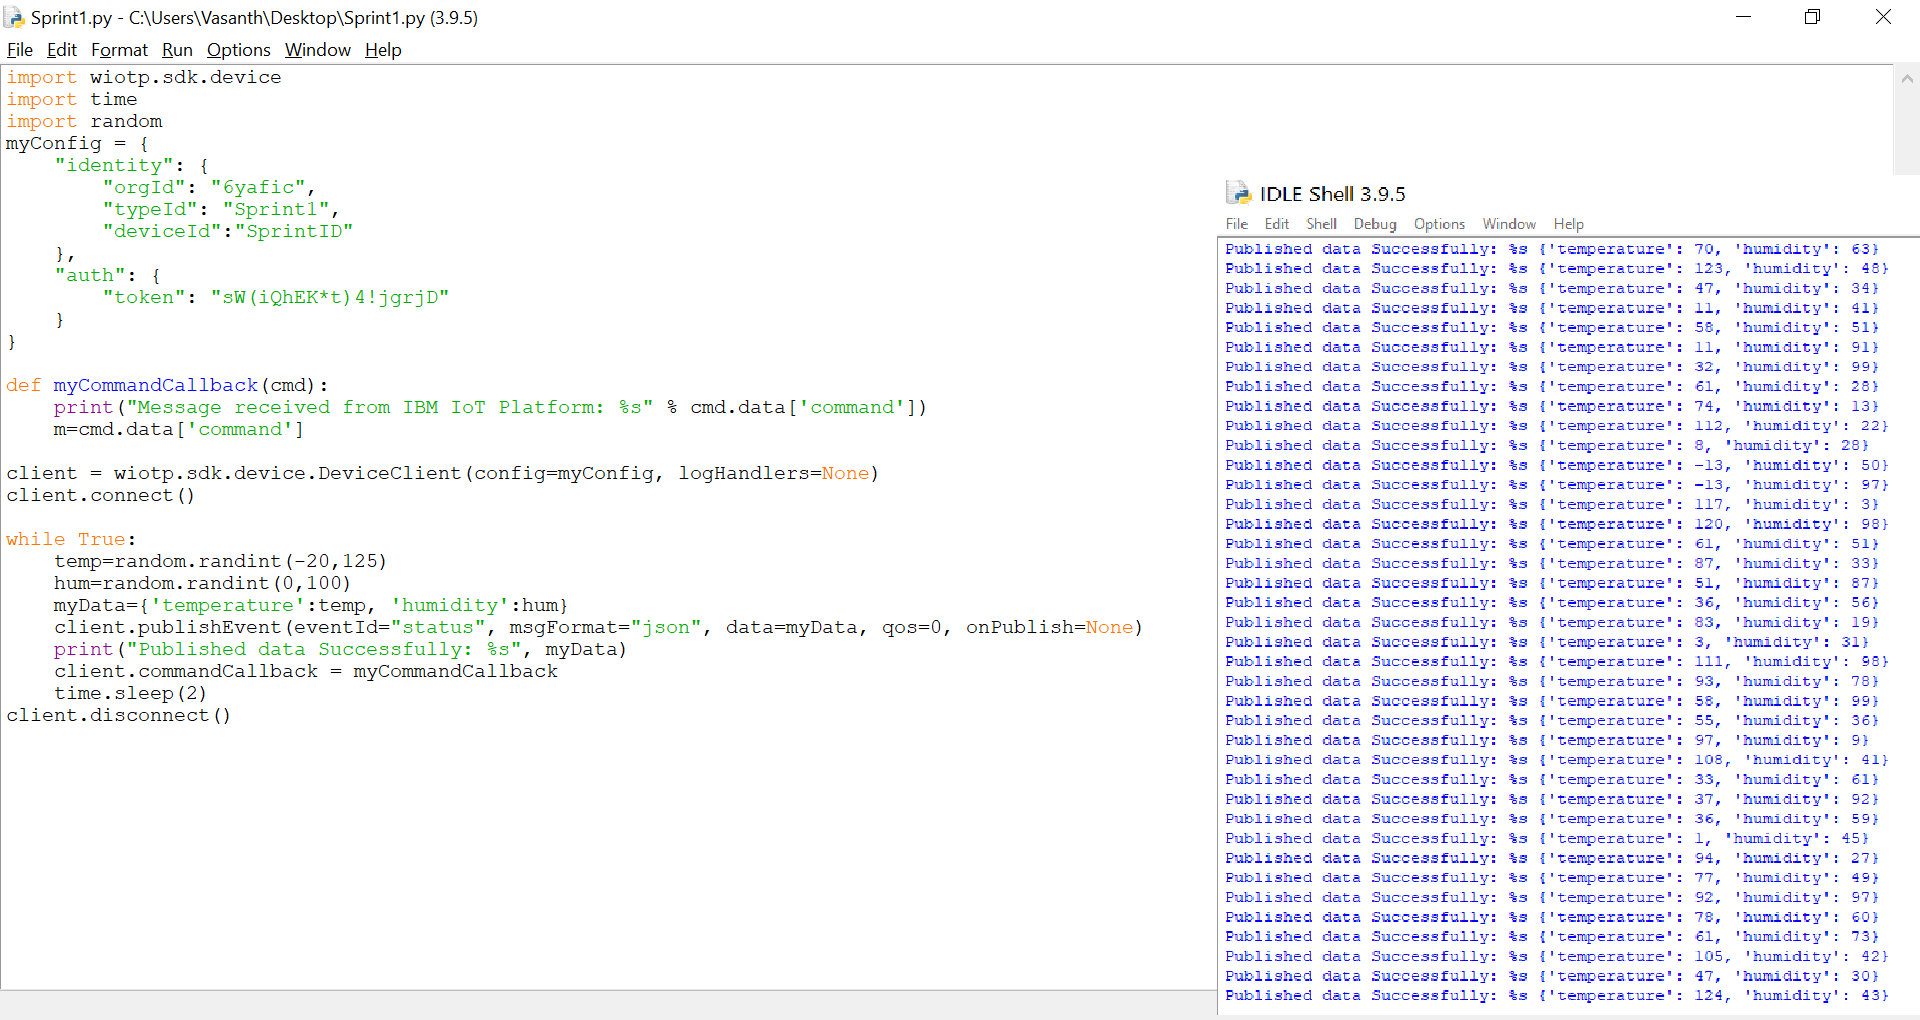 Sprint1.py - C:\Users\Vasanth\Desktop\Sprint1.py (3.9.5)
File Edit Format Run Options Window Help
import wiotp.sdk.device
import time
import random
myConfig = {
    "identity": {
        "orgId": "6yafic",
        "typeId": "Sprint1",
        "deviceId":"SprintID"
    },
    "auth": {
        "token": "sW(iQhEK*t)4!jgrjD"
    }
}
def myCommandCallback(cmd):
    print("Message received from IBM IoT Platform: %s" % cmd.data['command'])
    m=cmd.data['command']
client = wiotp.sdk.device.DeviceClient(config=myConfig, logHandlers=None)
client.connect()
while True:
    temp=random.randint(-20,125)
    hum=random.randint(0,100)
    myData={'temperature':temp, 'humidity':hum}
    client.publishEvent(eventId="status", msgFormat="json", data=myData, qos=0, onPublish=None)
    print("Published data Successfully: %s", myData)
    client.commandCallback = myCommandCallback
    time.sleep(2)
client.disconnect()
IDLE Shell 3.9.5
File Edit Shell Debug Options Window Help
Published data Successfully: %s {'temperature': 70, 'humidity': 63}
Published data Successfully: %s {'temperature': 123, 'humidity': 48}
Published data Successfully: %s {'temperature': 47, 'humidity': 34}
Published data Successfully: %s {'temperature': 11, 'humidity': 41}
Published data Successfully: %s {'temperature': 58, 'humidity': 51}
Published data Successfully: %s {'temperature': 11, 'humidity': 91}
Published data Successfully: %s {'temperature': 32, 'humidity': 99}
Published data Successfully: %s {'temperature': 61, 'humidity': 28}
Published data Successfully: %s {'temperature': 74, 'humidity': 13}
Published data Successfully: %s {'temperature': 112, 'humidity': 22}
Published data Successfully: %s {'temperature': 8, 'humidity': 28}
Published data Successfully: %s {'temperature': -13, 'humidity': 50}
Published data Successfully: %s {'temperature': -13, 'humidity': 97}
Published data Successfully: %s {'temperature': 117, 'humidity': 3}
Published data Successfully: %s {'temperature': 120, 'humidity': 98}
Published data Successfully: %s {'temperature': 61, 'humidity': 51}
Published data Successfully: %s {'temperature': 87, 'humidity': 33}
Published data Successfully: %s {'temperature': 51, 'humidity': 87}
Published data Successfully: %s {'temperature': 36, 'humidity': 56}
Published data Successfully: %s {'temperature': 83, 'humidity': 19}
Published data Successfully: %s {'temperature': 3, 'humidity': 31}
Published data Successfully: %s {'temperature': 111, 'humidity': 98}
Published data Successfully: %s {'temperature': 93, 'humidity': 78}
Published data Successfully: %s {'temperature': 58, 'humidity': 99}
Published data Successfully: %s {'temperature': 55, 'humidity': 36}
Published data Successfully: %s {'temperature': 97, 'humidity': 9}
Published data Successfully: %s {'temperature': 108, 'humidity': 41}
Published data Successfully: %s {'temperature': 33, 'humidity': 61}
Published data Successfully: %s {'temperature': 37, 'humidity': 92}
Published data Successfully: %s {'temperature': 36, 'humidity': 59}
Published data Successfully: %s {'temperature': 1, 'humidity': 45}
Published data Successfully: %s {'temperature': 94, 'humidity': 27}
Published data Successfully: %s {'temperature': 77, 'humidity': 49}
Published data Successfully: %s {'temperature': 92, 'humidity': 97}
Published data Successfully: %s {'temperature': 78, 'humidity': 60}
Published data Successfully: %s {'temperature': 61, 'humidity': 73}
Published data Successfully: %s {'temperature': 105, 'humidity': 42}
Published data Successfully: %s {'temperature': 47, 'humidity': 30}
Published data Successfully: %s {'temperature': 124, 'humidity': 43}